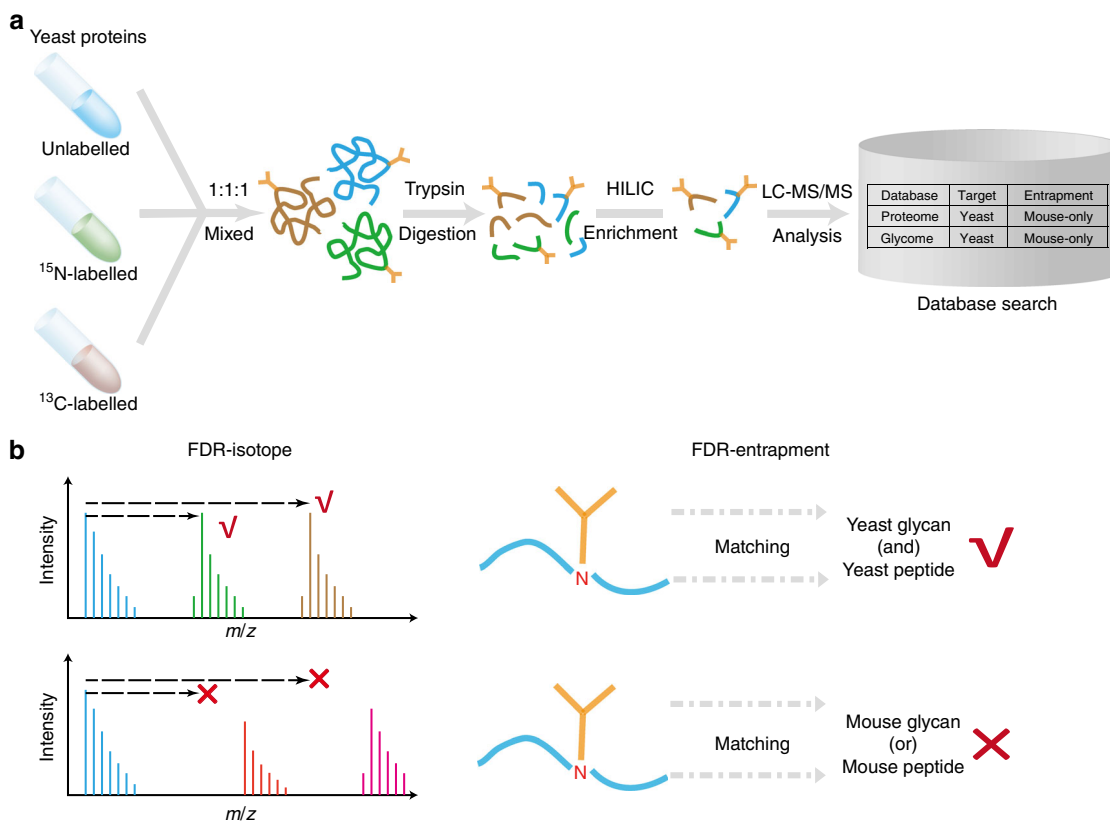 a
Yeast proteins
Unlabelled
¹⁵N-labelled
¹³C-labelled
1:1:1
Mixed
Trypsin
Digestion
HILIC
Enrichment
LC-MS/MS
Analysis
Database Target Entrapment
Proteome Yeast Mouse-only
Glycome Yeast Mouse-only
Database search
b
FDR-isotope
Intensity
m/z
Intensity
m/z
FDR-entrapment
N
Matching
Yeast glycan
(and)
Yeast peptide
N
Matching
Mouse glycan
(or)
Mouse peptide